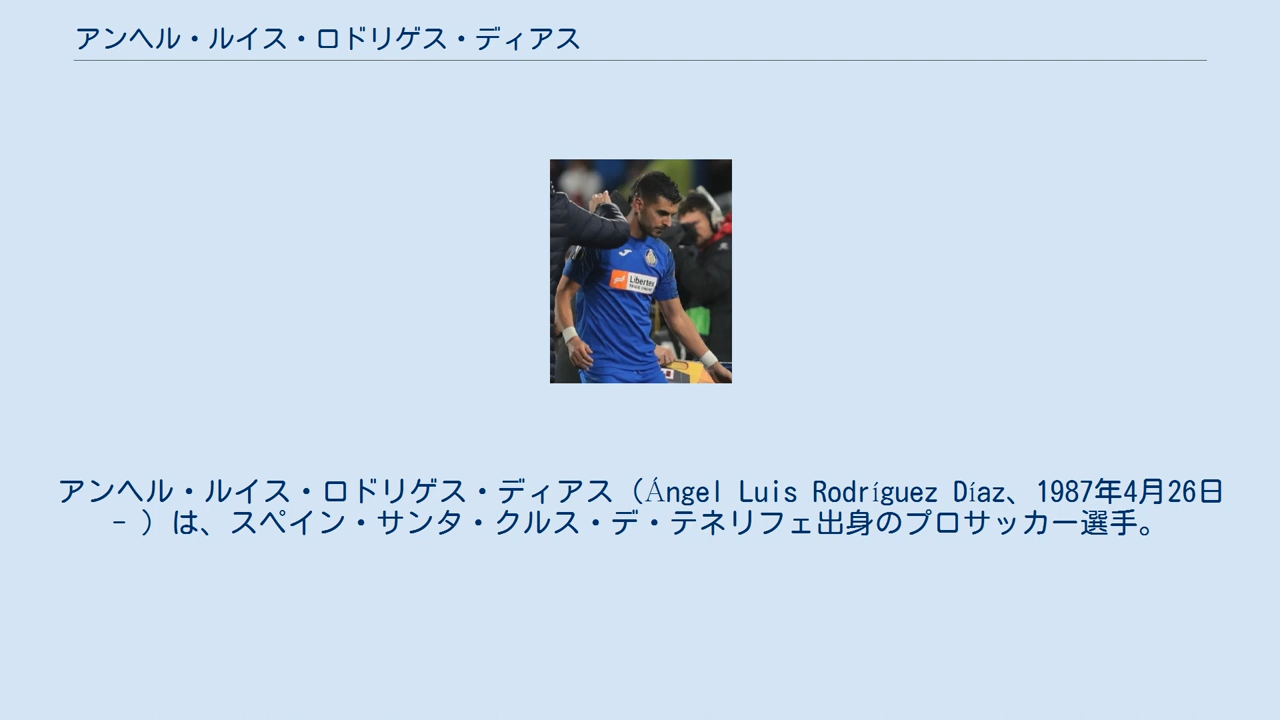 アンヘル・ルイス・ロドリゲス・ディアス
Libertex
アンヘル・ルイス・ロドリゲス・ディアス（Ángel Luis Rodríguez Díaz、1987年4月26日
- ）は、スペイン・サンタ・クルス・デ・テネリフェ出身のプロサッカー選手。